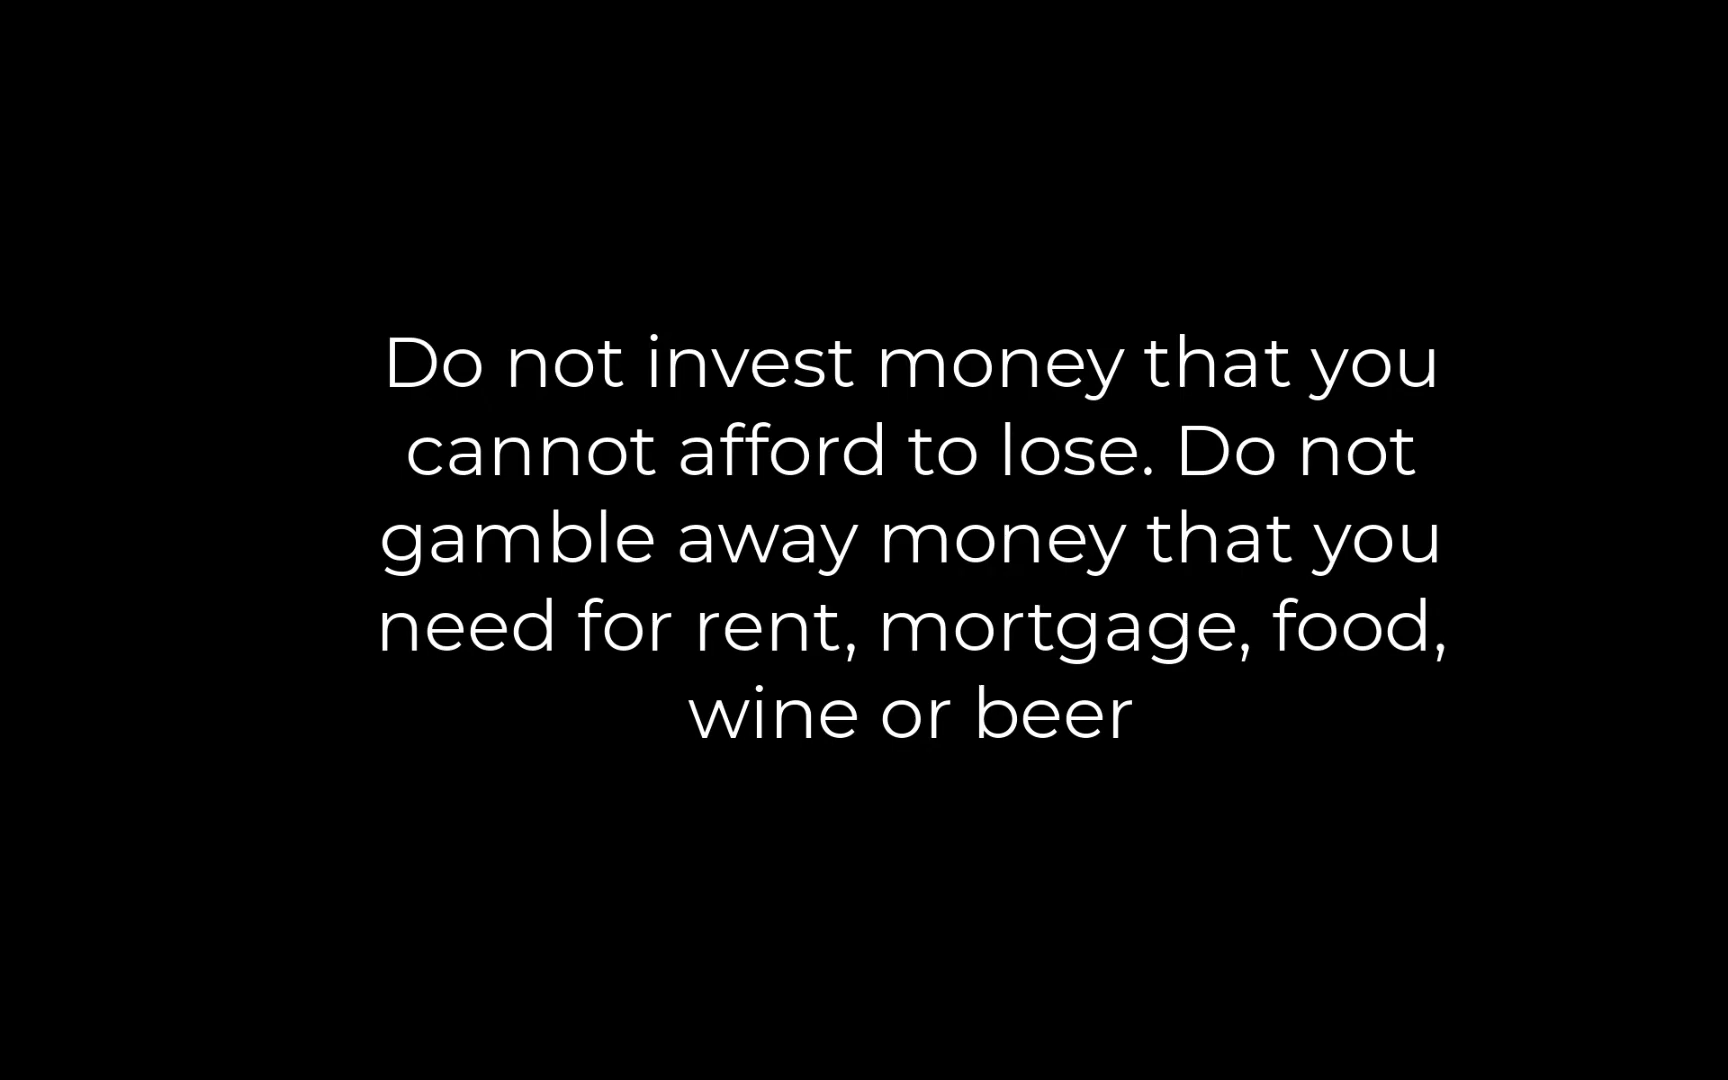 Do not invest money that you
cannot afford to lose. Do not
gamble away money that you
need for rent, mortgage, food,
wine or beer